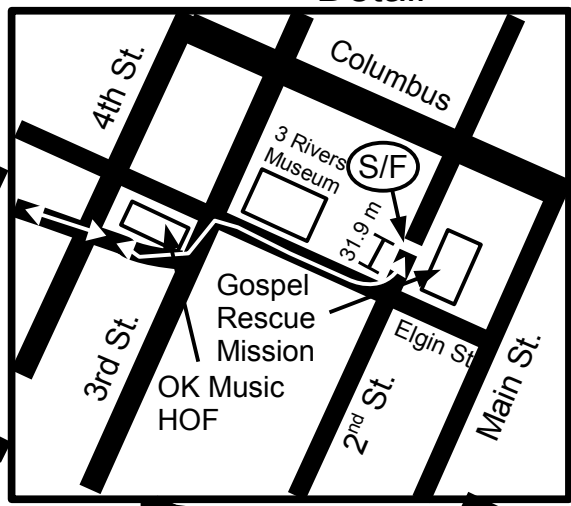 4th St.
Columbus
3 Rivers
Museum
S/F
31.9 m
Gospel
Rescue
Mission
Elgin St
3rd St.
OK Music
HOF
2nd St.
Main St.